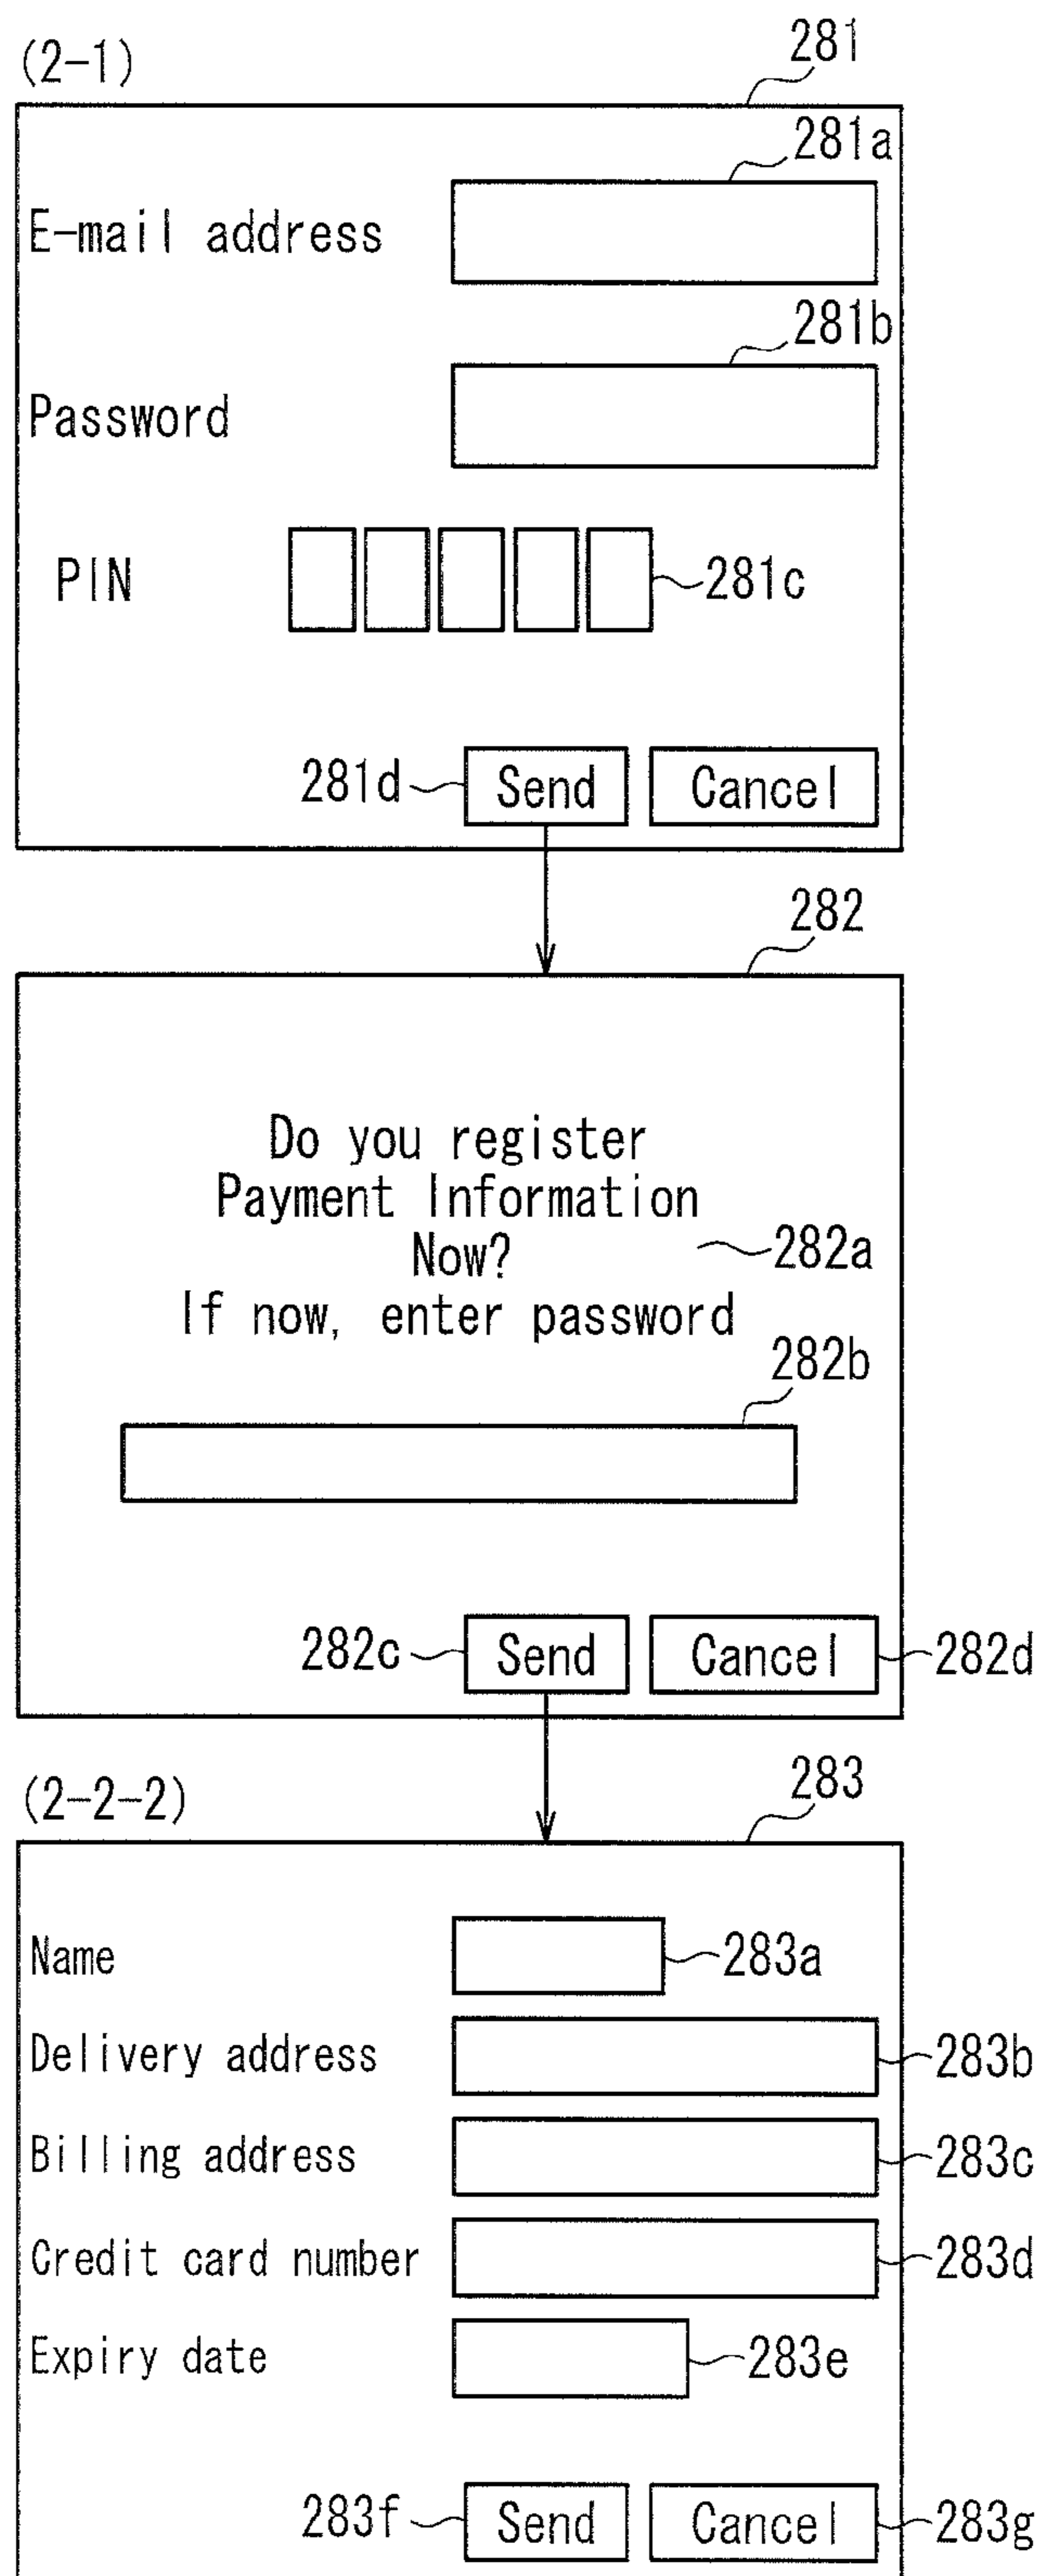 (2-1)
281
281a
E-mail address
281b
Password
PIN
281c
281d
Send
Cancel
282
Do you register
Payment Information
Now?
282a
If now, enter password
282b
282c
Send
Cancel
282d
(2-2-2)
283
Name
283a
Delivery address
283b
Billing address
283c
Credit card number
283d
Expiry date
283e
283f
Send
Cancel
283g